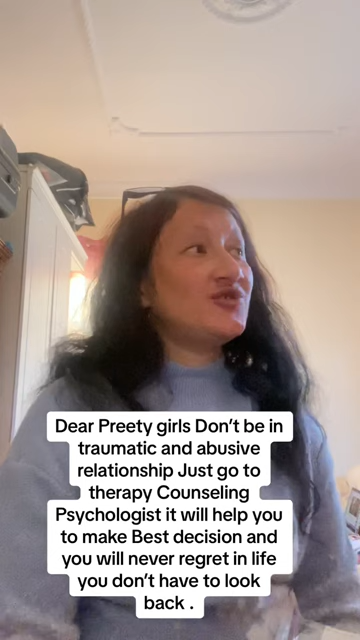 Dear Preety girls Don’t be in
traumatic and abusive
relationship Just go to
therapy Counseling
Psychologist it will help you
to make Best decision and
you will never regret in life
you don’t have to look
back .